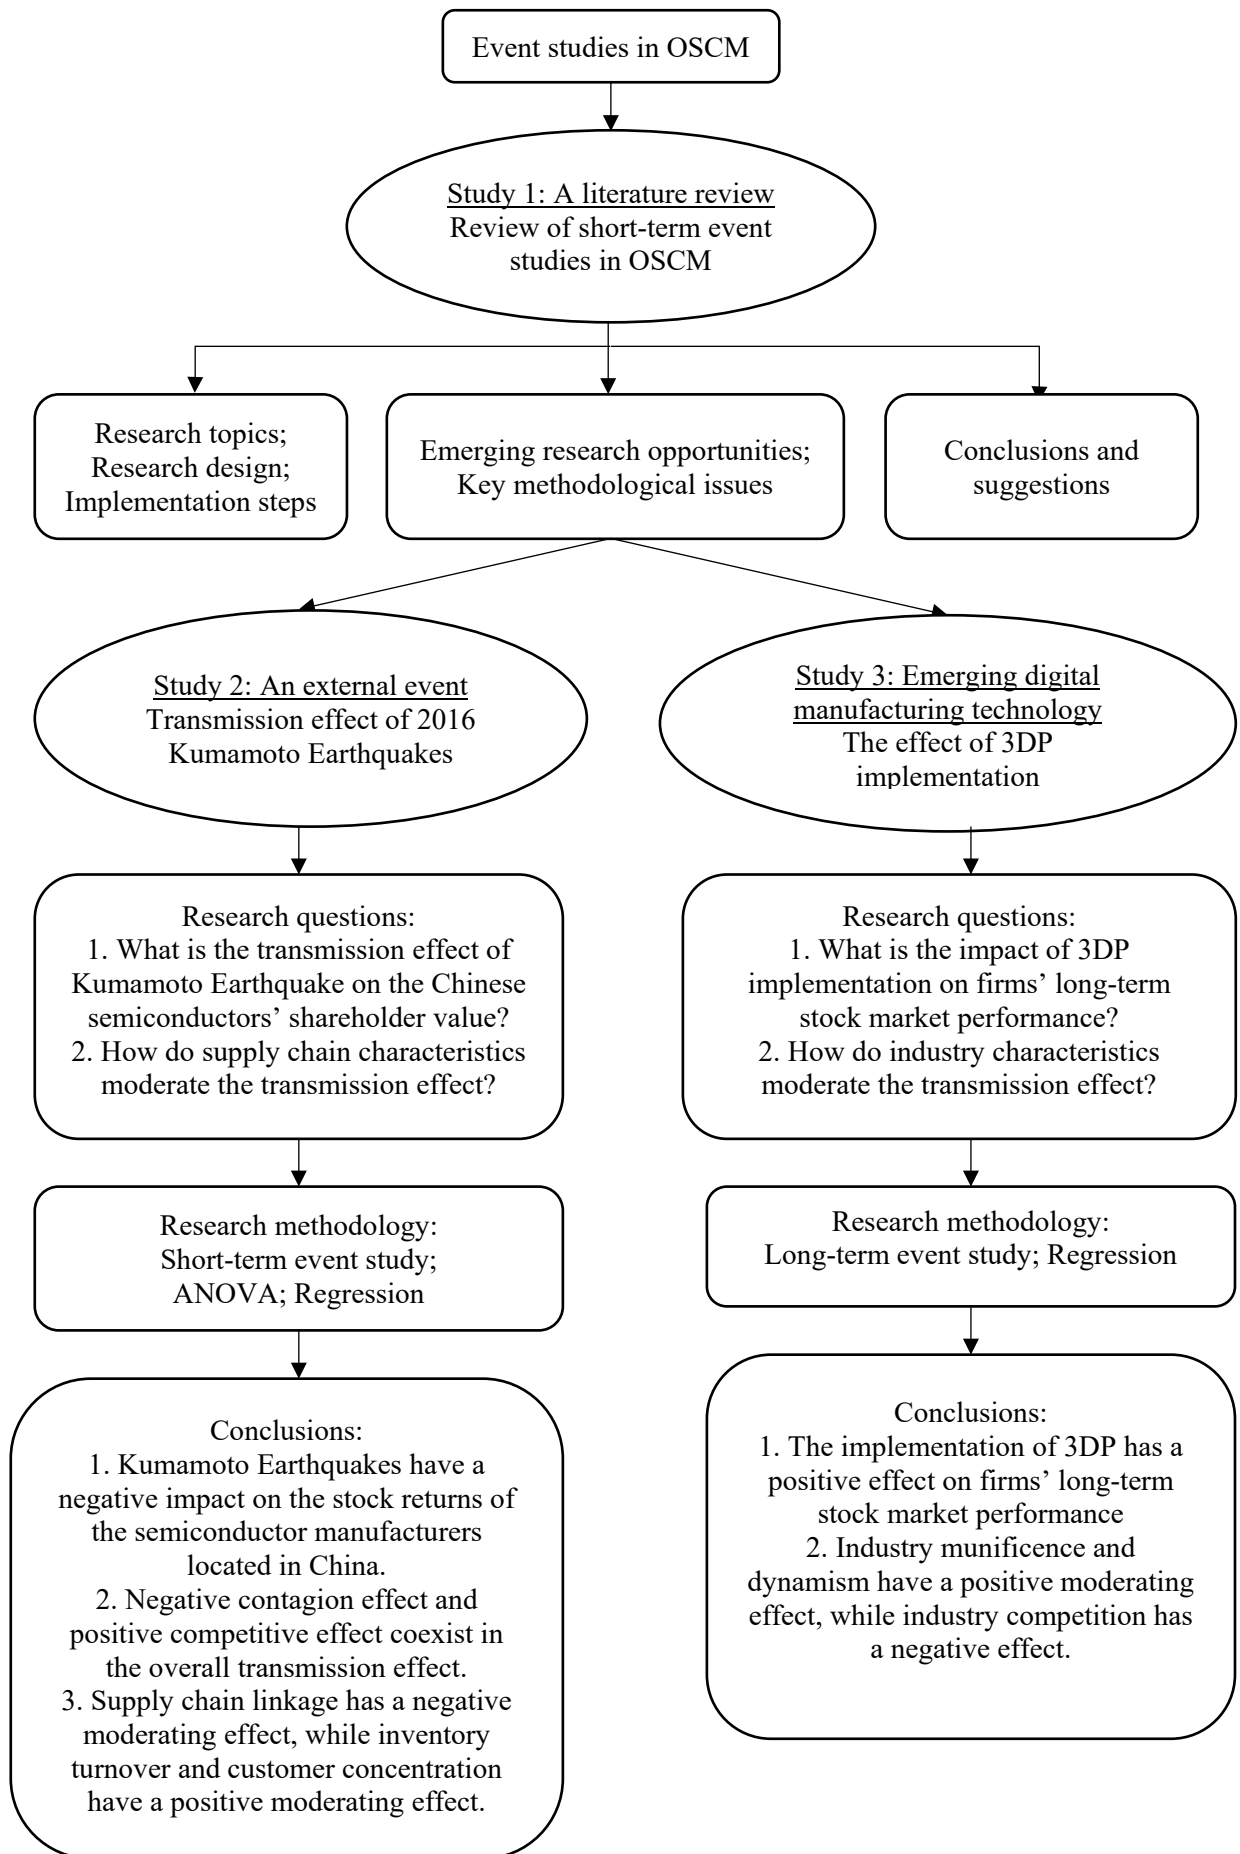 Event studies in OSCM
Study 1: A literature review
Review of short-term event
studies in OSCM
Research topics;
Research design;
Implementation steps
Emerging research opportunities;
Key methodological issues
Conclusions and
suggestions
Study 2: An external event
Transmission effect of 2016
Kumamoto Earthquakes
Study 3: Emerging digital
manufacturing technology
The effect of 3DP
implementation
Research questions:
1. What is the transmission effect of
Kumamoto Earthquake on the Chinese
semiconductors’ shareholder value?
2. How do supply chain characteristics
moderate the transmission effect?
Research questions:
1. What is the impact of 3DP
implementation on firms’ long-term
stock market performance?
2. How do industry characteristics
moderate the transmission effect?
Research methodology:
Short-term event study;
ANOVA; Regression
Research methodology:
Long-term event study; Regression
Conclusions:
1. Kumamoto Earthquakes have a
negative impact on the stock returns of
the semiconductor manufacturers
located in China.
2. Negative contagion effect and
positive competitive effect coexist in
the overall transmission effect.
3. Supply chain linkage has a negative
moderating effect, while inventory
turnover and customer concentration
have a positive moderating effect.
Conclusions:
1. The implementation of 3DP has a
positive effect on firms’ long-term
stock market performance
2. Industry munificence and
dynamism have a positive moderating
effect, while industry competition has
a negative effect.